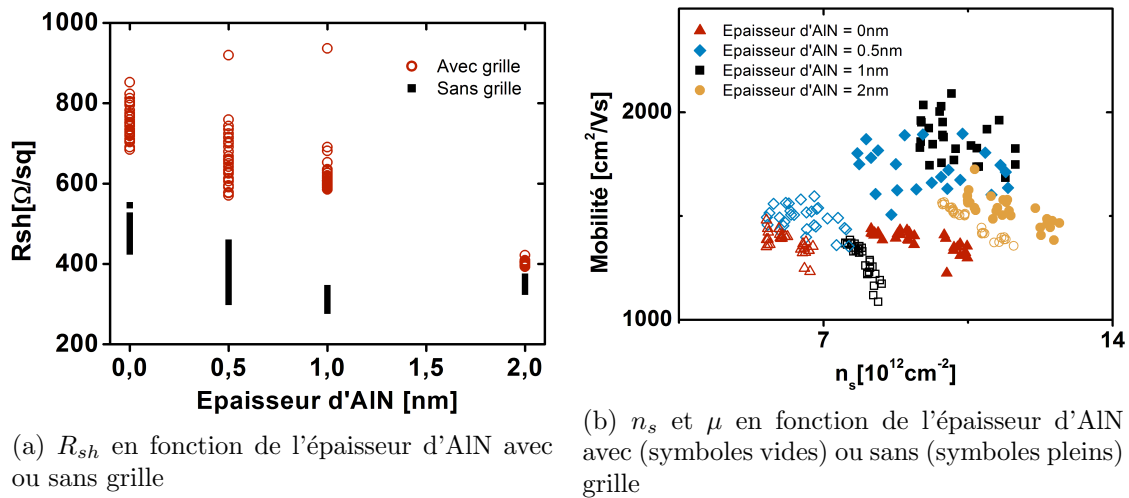 1000
800
600
400
200
Rsh[Ω/sq]
Avec grille
Sans grille
0,0
0,5
1,0
1,5
2,0
Epaisseur d'AlN [nm]
(a) Rsh en fonction de l'épaisseur d'AlN avec
ou sans grille
Epaisseur d'AlN = 0nm
Epaisseur d'AlN = 0.5nm
Epaisseur d'AlN = 1nm
Epaisseur d'AlN = 2nm
2000
1000
Mobilité [cm²/Vs]
7
14
ns[10¹²cm⁻²]
(b) ns et μ en fonction de l'épaisseur d'AlN
avec (symboles vides) ou sans (symboles pleins)
grille